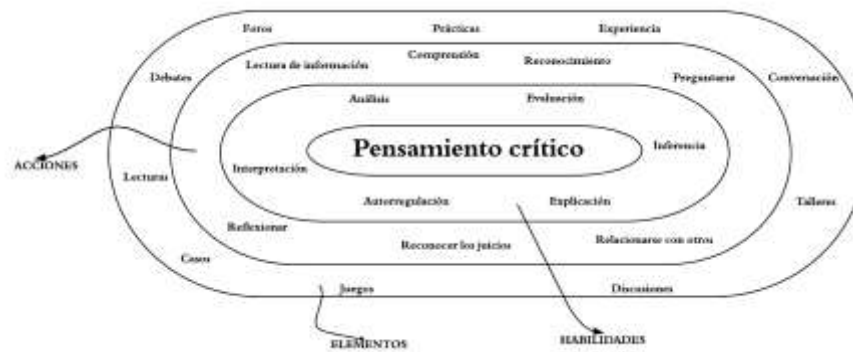 Foros Prácticas Experiencia
Lectura de información Comprensión Reconocimiento
Debates Preguntarse Conversación
Análisis Evaluación
Pensamiento crítico
Inferencia
ACCIONES
Interpretación
Lecturas
Autorregulación Explicación
Talleres
Reflexionar
Reconocer los juicios Relacionarse con otros
Casos
Juegos Discusiones
ELEMENTOS
HABILIDADES